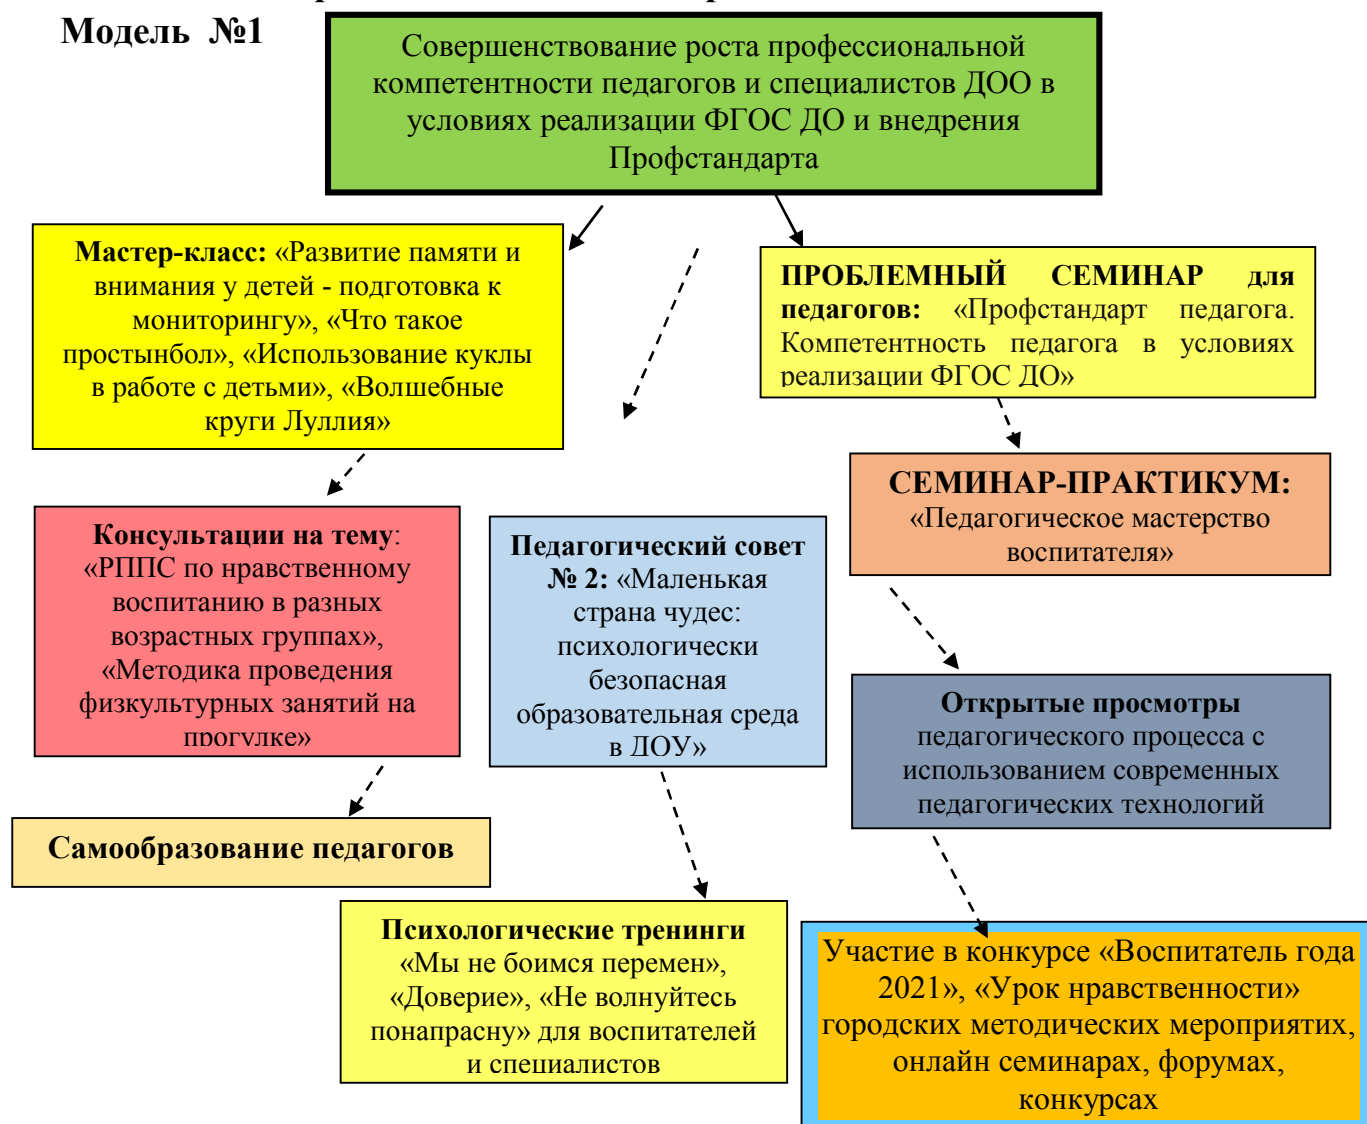 Модель №1
Совершенствование роста профессиональной
компетентности педагогов и специалистов ДОО в
условиях реализации ФГОС ДО и внедрения
Профстандарта
Мастер-класс: «Развитие памяти и
внимания у детей - подготовка к
мониторингу», «Что такое
простынбол», «Использование куклы
в работе с детьми», «Волшебные
круги Луллия»
ПРОБЛЕМНЫЙ СЕМИНАР для
педагогов: «Профстандарт педагога.
Компетентность педагога в условиях
реализации ФГОС ДО»
Консультации на тему:
«РППС по нравственному
воспитанию в разных
возрастных группах»,
«Методика проведения
физкультурных занятий на
прогулке»
Педагогический совет
№ 2: «Маленькая
страна чудес:
психологически
безопасная
образовательная среда
в ДОУ»
СЕМИНАР-ПРАКТИКУМ:
«Педагогическое мастерство
воспитателя»
Открытые просмотры
педагогического процесса с
использованием современных
педагогических технологий
Самообразование педагогов
Психологические тренинги
«Мы не боимся перемен»,
«Доверие», «Не волнуйтесь
понапрасну» для воспитателей
и специалистов
Участие в конкурсе «Воспитатель года
2021», «Урок нравственности»
городских методических мероприятих,
онлайн семинарах, форумах,
конкурсах